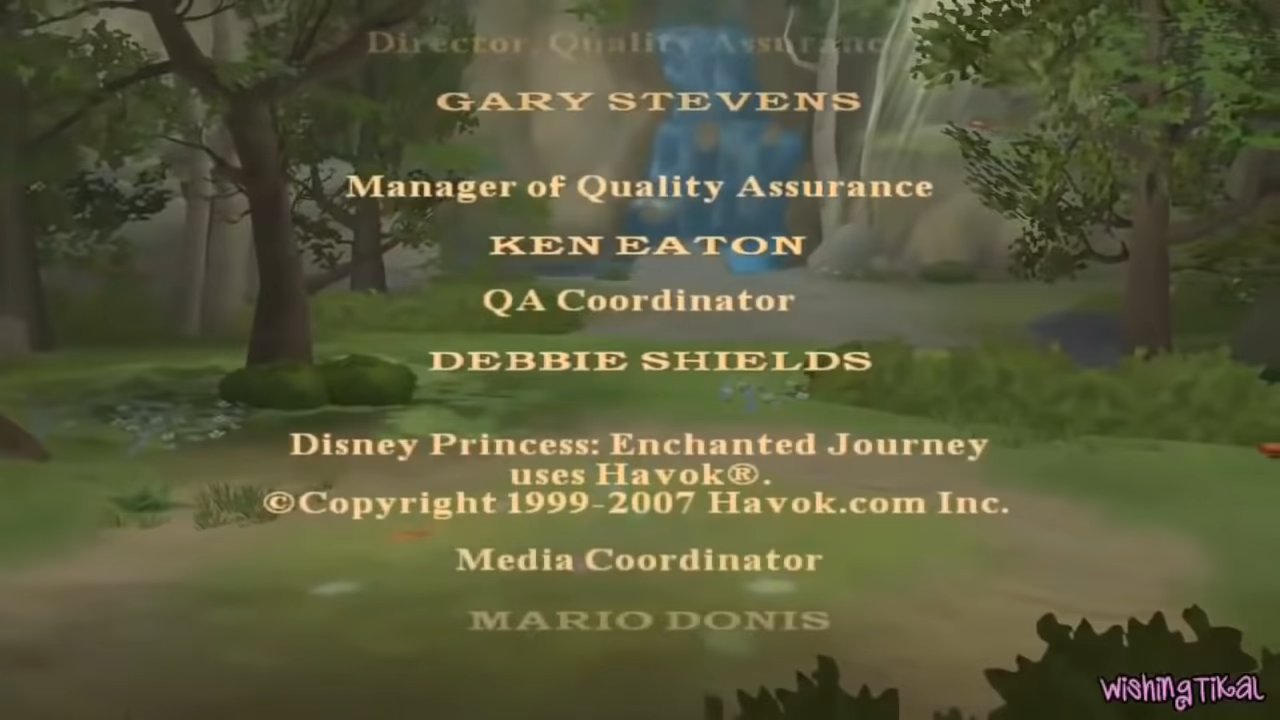 Director, Quality Assurance
GARY STEVENS
Manager of Quality Assurance
KEN EATON
QA Coordinator
DEBBIE SHIELDS
Disney Princess: Enchanted Journey
uses Havok®.
©Copyright 1999-2007 Havok.com Inc.
Media Coordinator
MARIO DONIS
WishingTikal